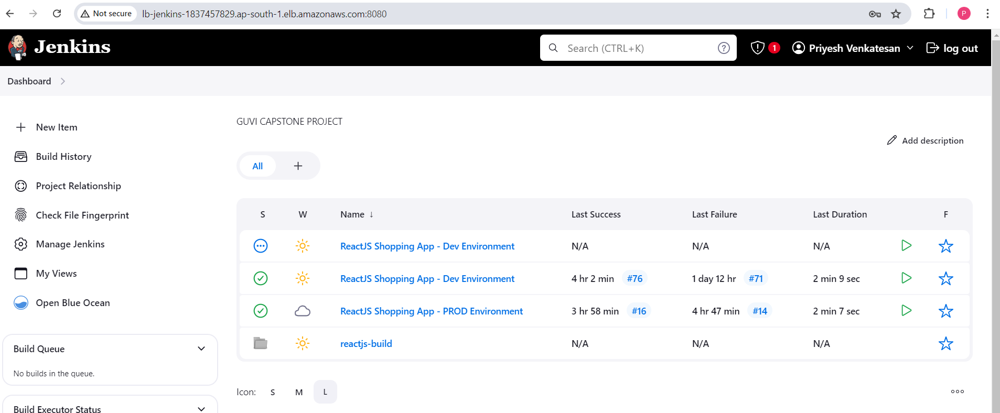 Not secure lb-jenkins-1837457829.ap-south-1.elb.amazonaws.com:8080 P
Jenkins Search (CTRL+K) ? 1 Priyesh Venkatesan log out
Dashboard
New Item
Build History
Project Relationship
Check File Fingerprint
Manage Jenkins
My Views
Open Blue Ocean
Build Queue
No builds in the queue.
Build Executor Status
GUVI CAPSTONE PROJECT
Add description
All +
S W Name ↓ Last Success Last Failure Last Duration F
ReactJS Shopping App - Dev Environment N/A N/A N/A
ReactJS Shopping App - Dev Environment 4 hr 2 min #76 1 day 12 hr #71 2 min 9 sec
ReactJS Shopping App - PROD Environment 3 hr 58 min #16 4 hr 47 min #14 2 min 7 sec
reactjs-build N/A N/A N/A
Icon: S M L